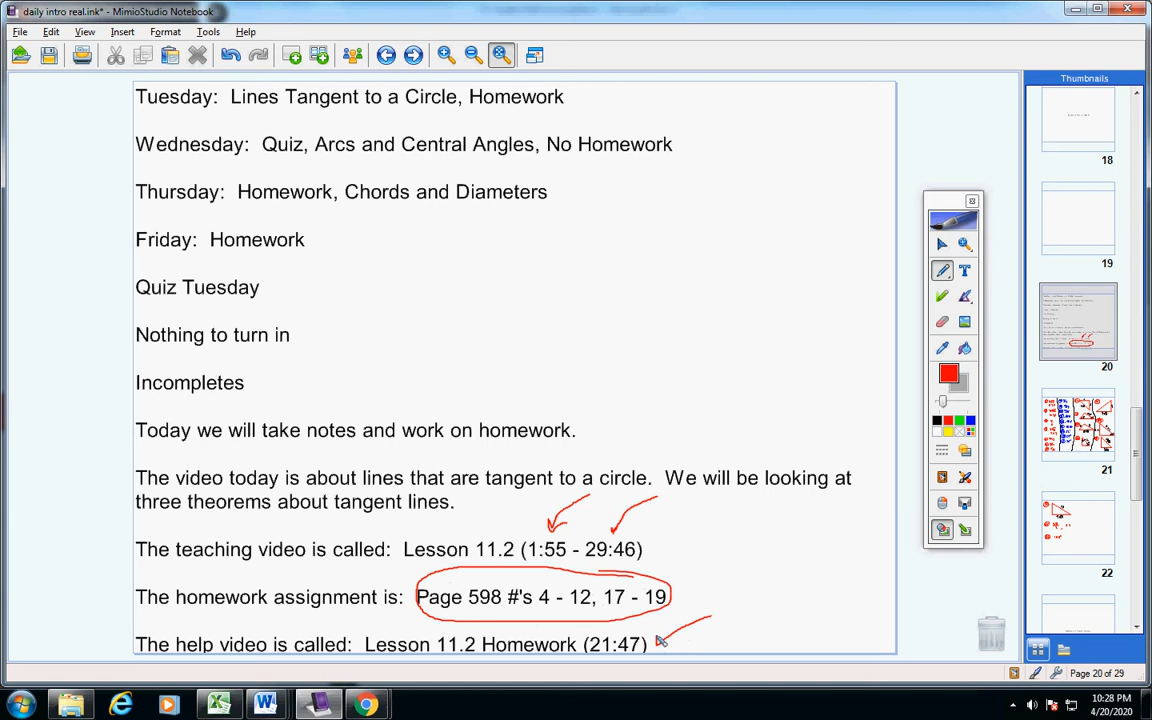 daily intro real.ink* - MimioStudio Notebook
File Edit View Insert Format Tools Help
Tuesday: Lines Tangent to a Circle, Homework
Wednesday: Quiz, Arcs and Central Angles, No Homework
Thursday: Homework, Chords and Diameters
Friday: Homework
Quiz Tuesday
Nothing to turn in
Incompletes
Today we will take notes and work on homework.
The video today is about lines that are tangent to a circle. We will be looking at
three theorems about tangent lines.
The teaching video is called: Lesson 11.2 (1:55 - 29:46)
The homework assignment is: Page 598 #'s 4 - 12, 17 - 19
The help video is called: Lesson 11.2 Homework (21:47)
Thumbnails
18
19
20
21
22
T
Page 20 of 29
10:28 PM
4/20/2020